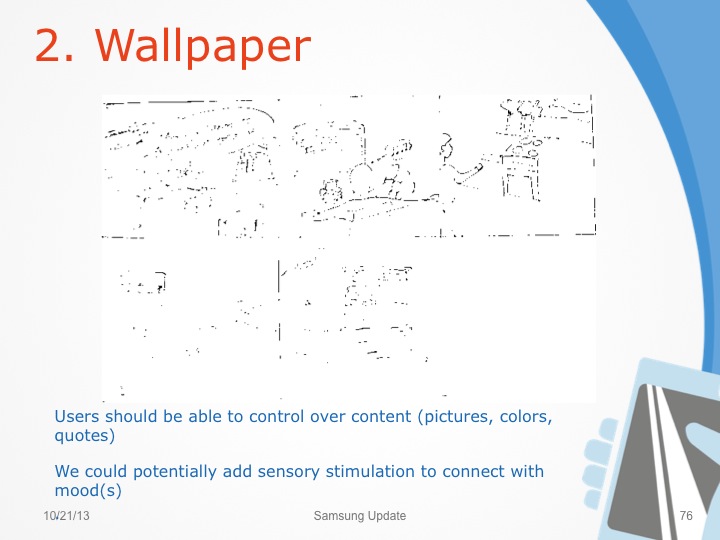 2. Wallpaper
Users should be able to control over content (pictures, colors,
quotes)
We could potentially add sensory stimulation to connect with
mood(s)
10/21/13
Samsung Update
76